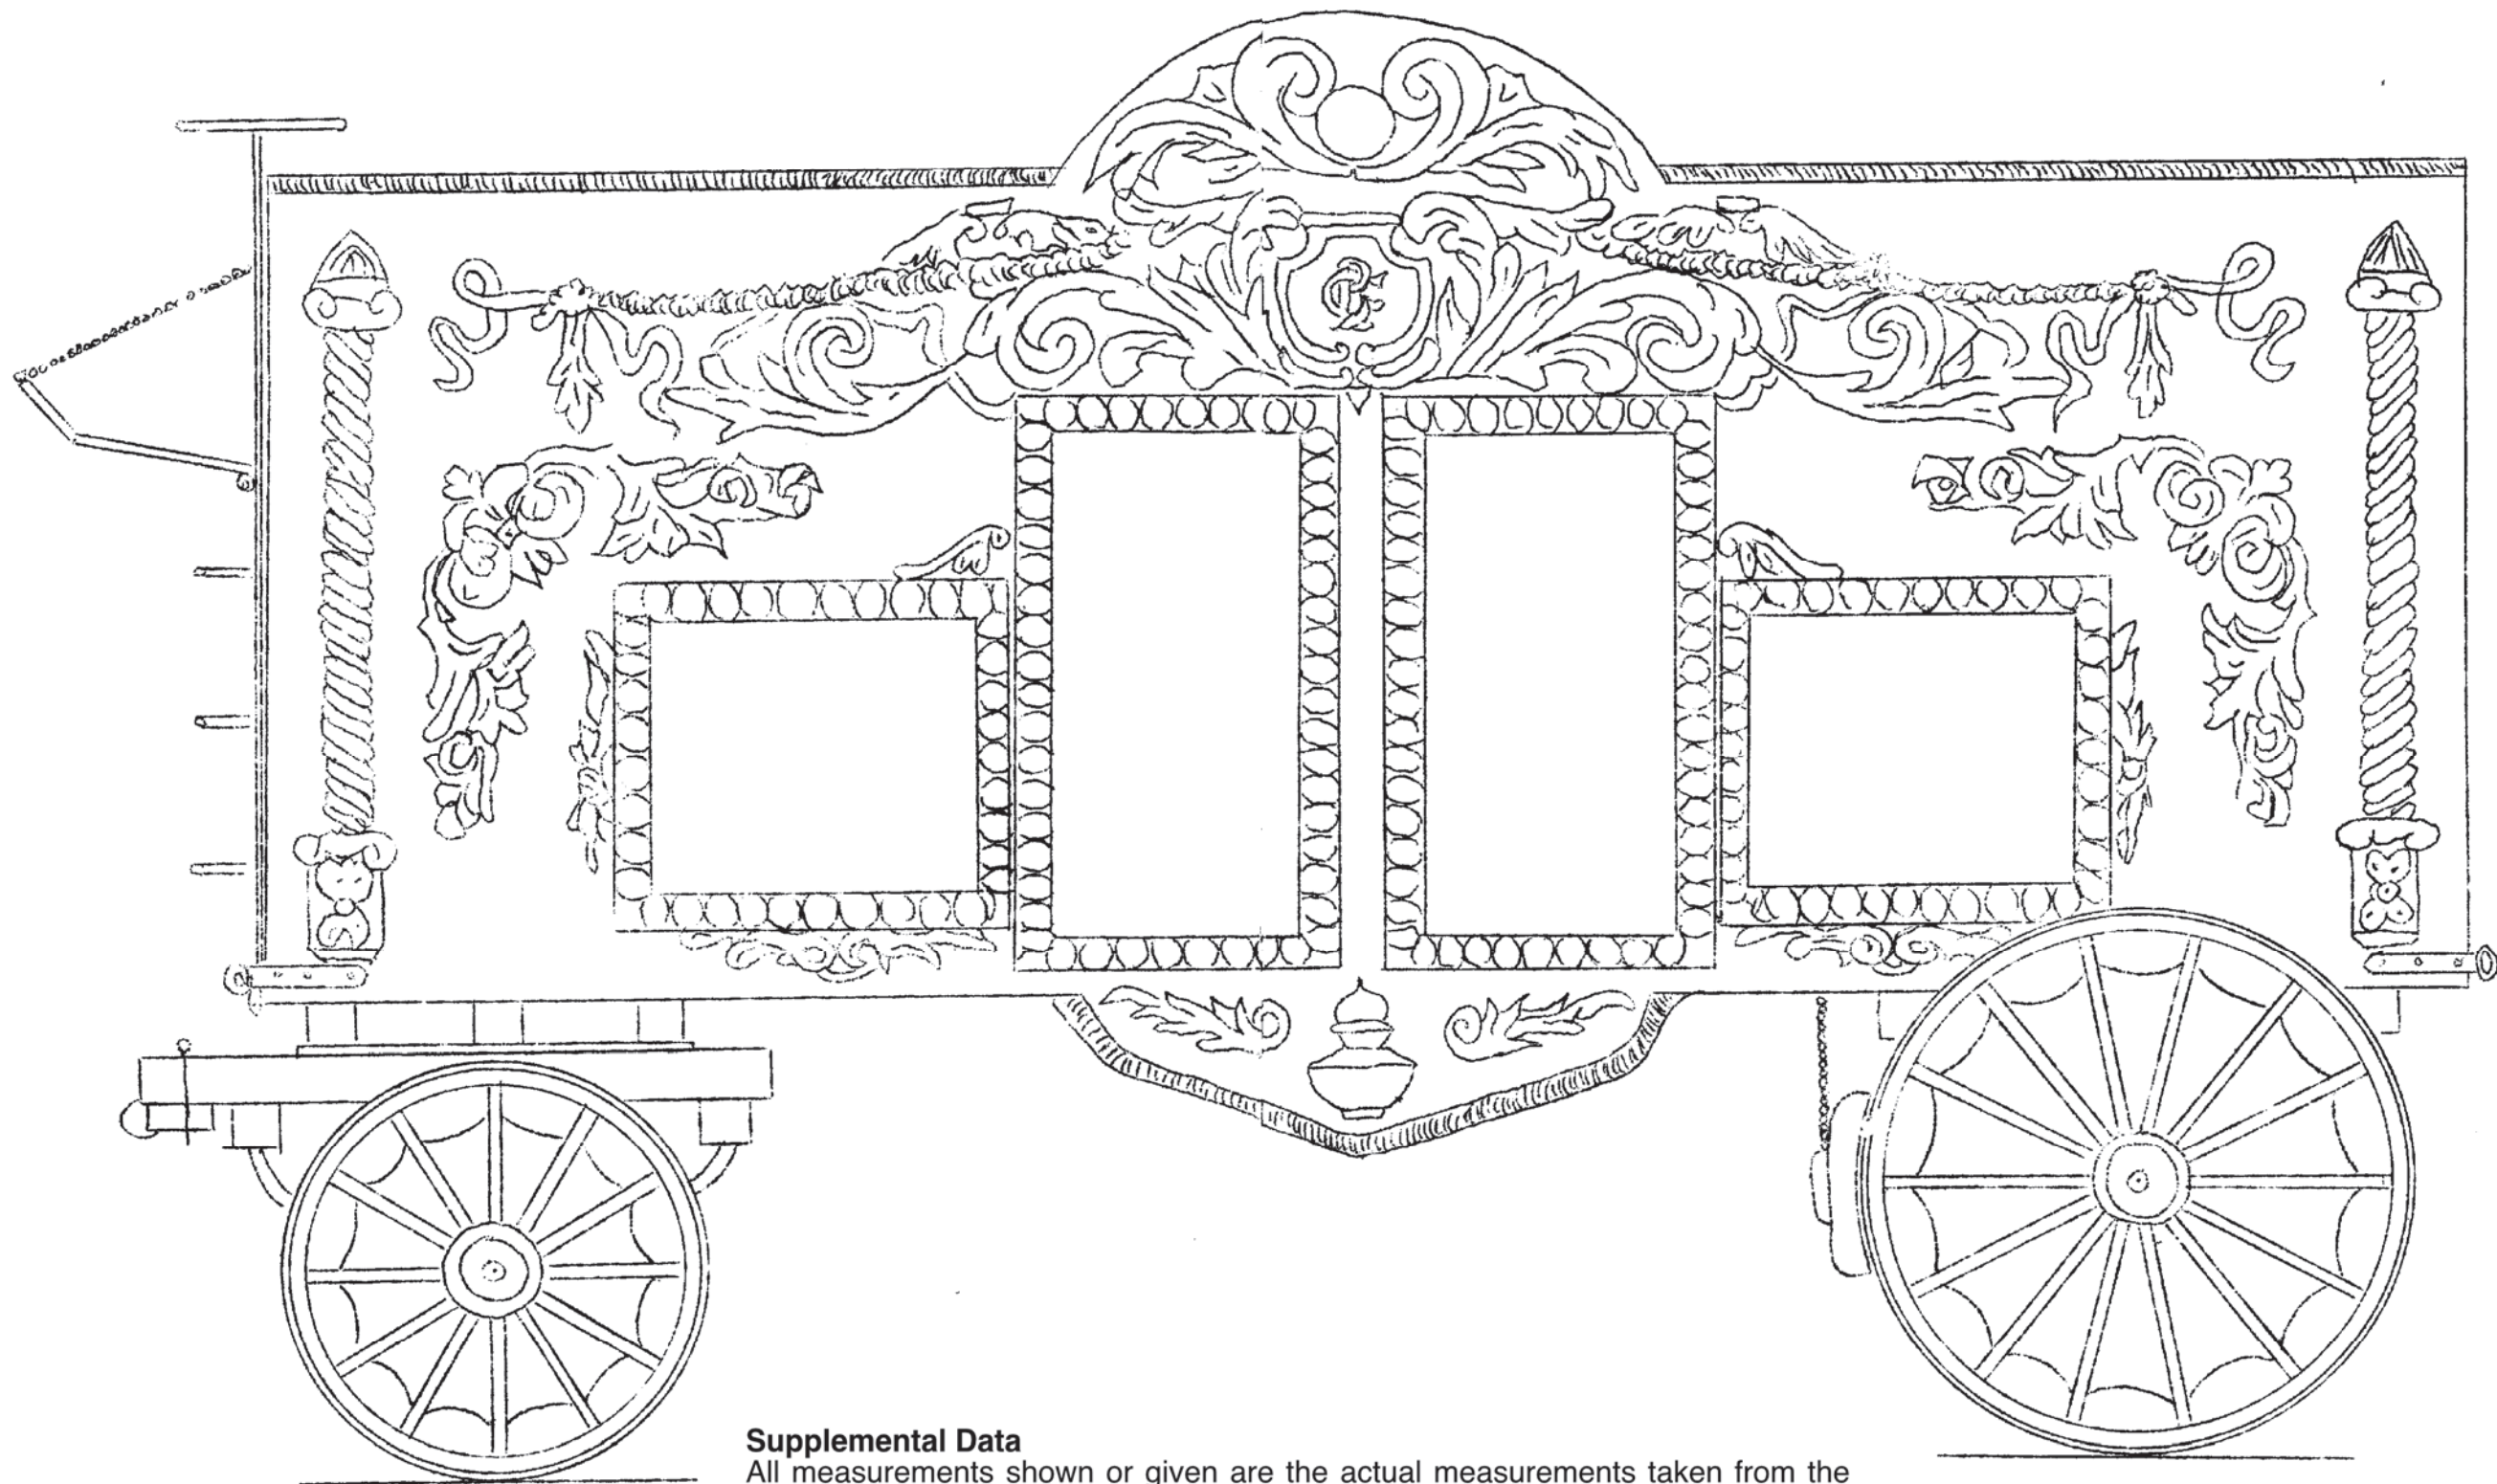 Supplemental Data
All measurements shown or given are the actual measurements taken from the